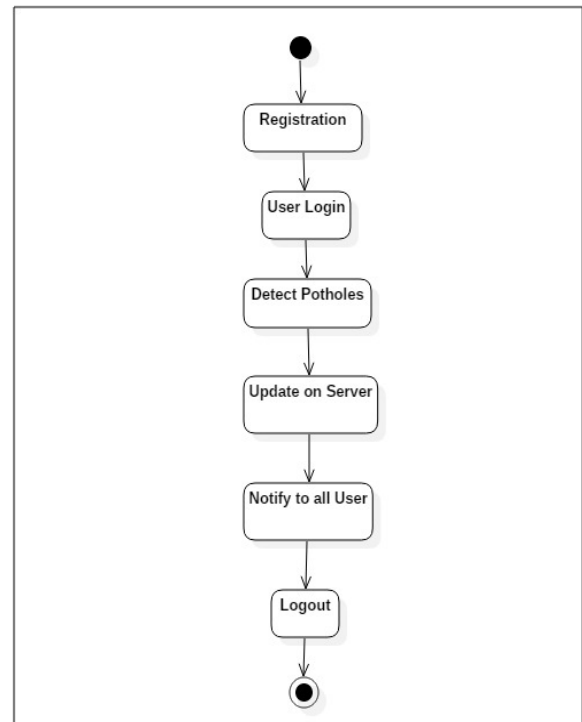 Registration
User Login
Detect Potholes
Update on Server
Notify to all User
Logout